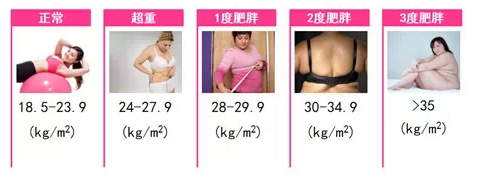 正常
超重
1度肥胖
2度肥胖
3度肥胖
18.5-23.9
(kg/m²)
24-27.9
(kg/m²)
28-29.9
(kg/m²)
30-34.9
(kg/m²)
>35
(kg/m²)